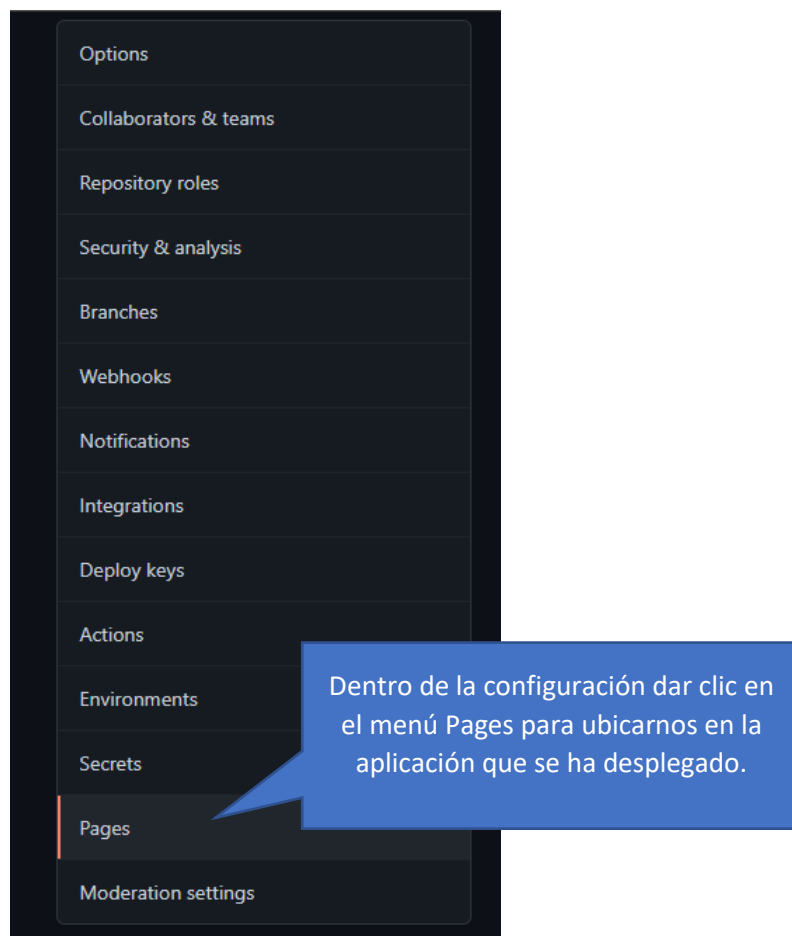 Options
Collaborators & teams
Repository roles
Security & analysis
Branches
Webhooks
Notifications
Integrations
Deploy keys
Actions
Environments
Secrets
Pages
Moderation settings
Dentro de la configuración dar clic en
el menú Pages para ubicarnos en la
aplicación que se ha desplegado.